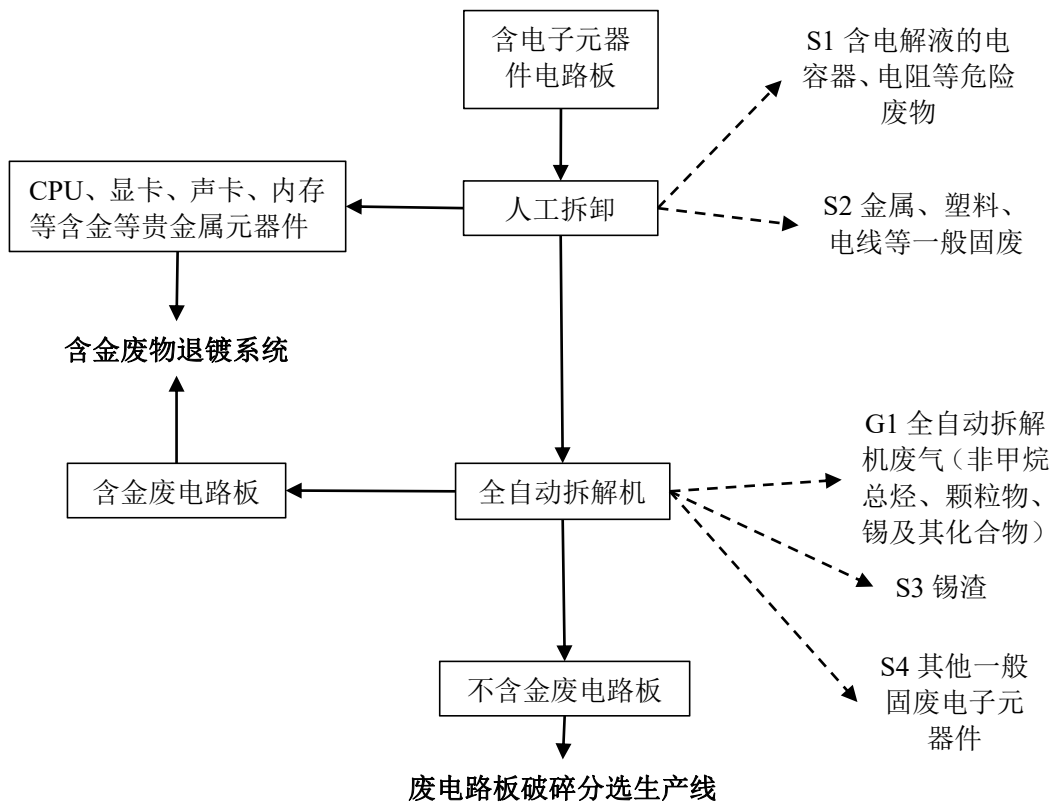 含电子元器
件电路板
S1 含电解液的电
容器、电阻等危险
废物
CPU、显卡、声卡、内存
等含金等贵金属元器件
人工拆卸
S2 金属、塑料、
电线等一般固废
含金废物退镀系统
含金废电路板
全自动拆解机
G1 全自动拆解
机废气（非甲烷
总烃、颗粒物、
锡及其化合物）
S3 锡渣
不含金废电路板
S4 其他一般
固废电子元
器件
废电路板破碎分选生产线